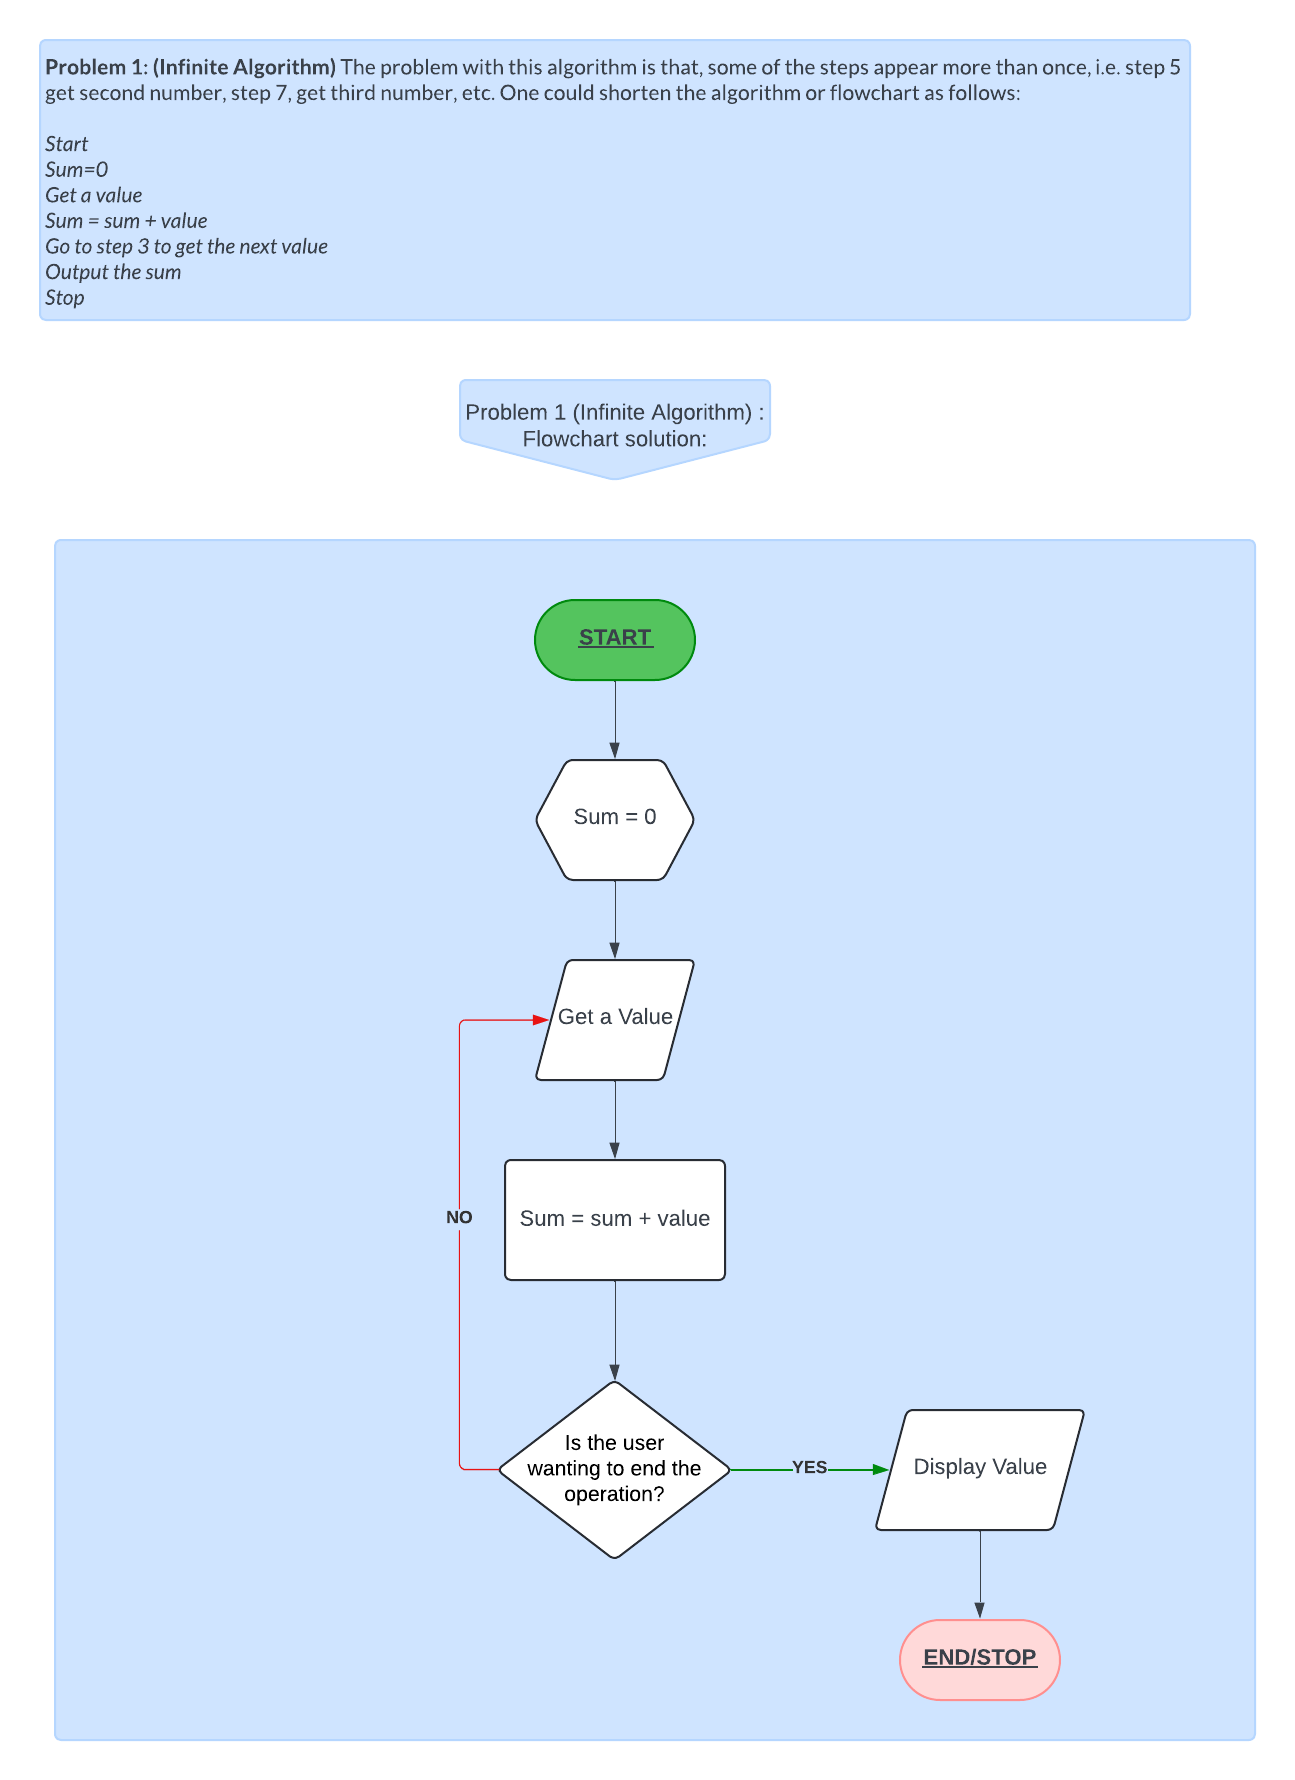 Problem 1: (Infinite Algorithm) The problem with this algorithm is that, some of the steps appear more than once, i.e. step 5
get second number, step 7, get third number, etc. One could shorten the algorithm or flowchart as follows:
Start
Sum=0
Get a value
Sum = sum + value
Go to step 3 to get the next value
Output the sum
Stop
Problem 1 (Infinite Algorithm) :
Flowchart solution:
START
Sum = 0
Get a Value
Sum = sum + value
NO
Is the user
wanting to end the
operation?
YES
Display Value
END/STOP